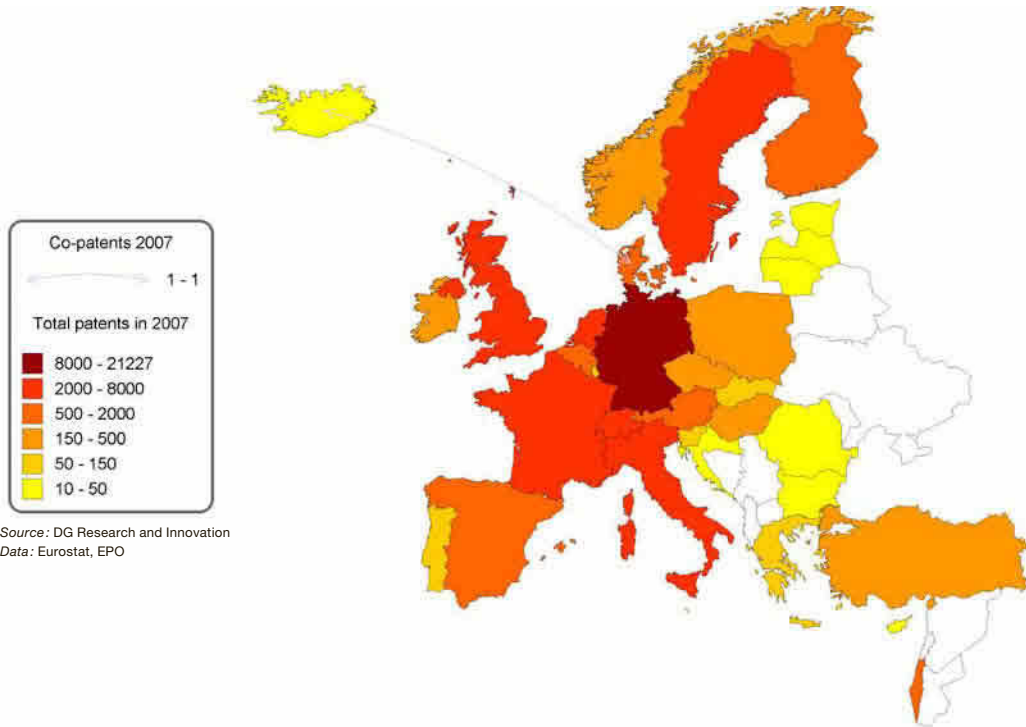 Co-patents 2007
1 - 1
Total patents in 2007
8000 - 21227
2000 - 8000
500 - 2000
150 - 500
50 - 150
10 - 50
Source: DG Research and Innovation
Data: Eurostat, EPO